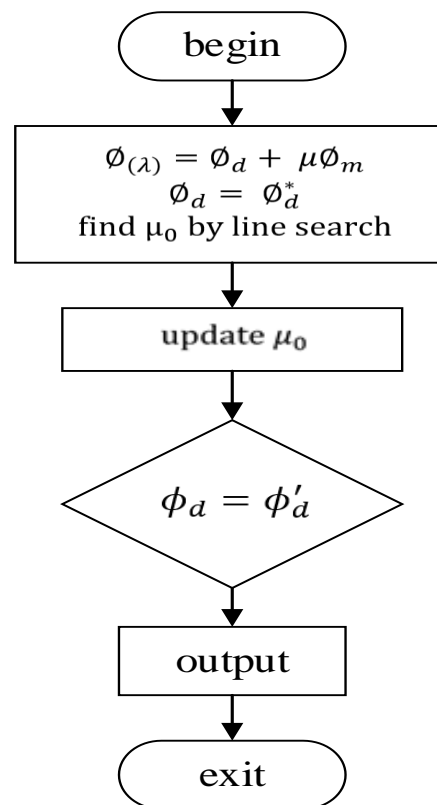 begin
∅(λ) = ∅d + μ∅m
∅d = ∅d*
find μ0 by line search
update μ0
ϕd = ϕ′d
output
exit